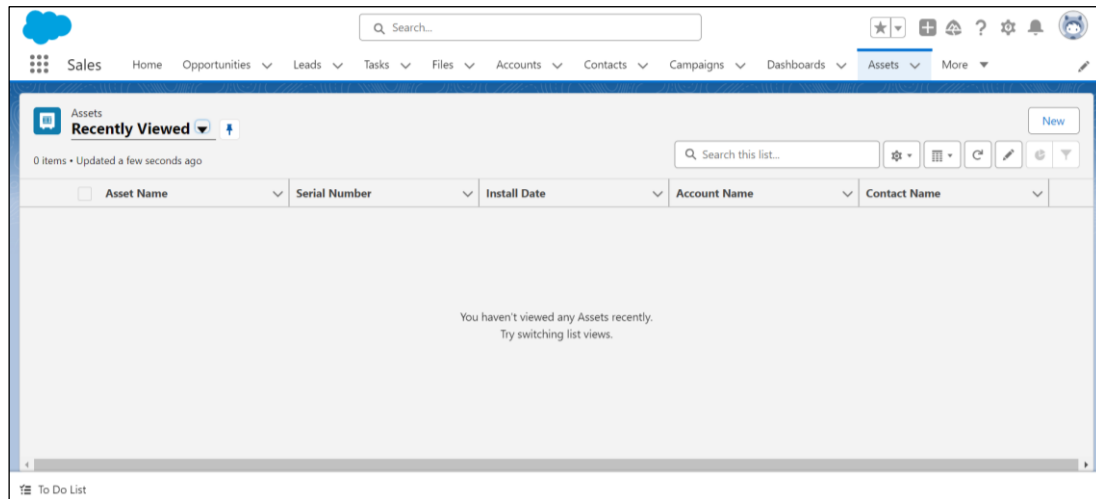 Search...
Sales Home Opportunities Leads Tasks Files Accounts Contacts Campaigns Dashboards Assets More
Assets
Recently Viewed
New
0 items • Updated a few seconds ago
Search this list...
Asset Name Serial Number Install Date Account Name Contact Name
You haven't viewed any Assets recently.
Try switching list views.
To Do List